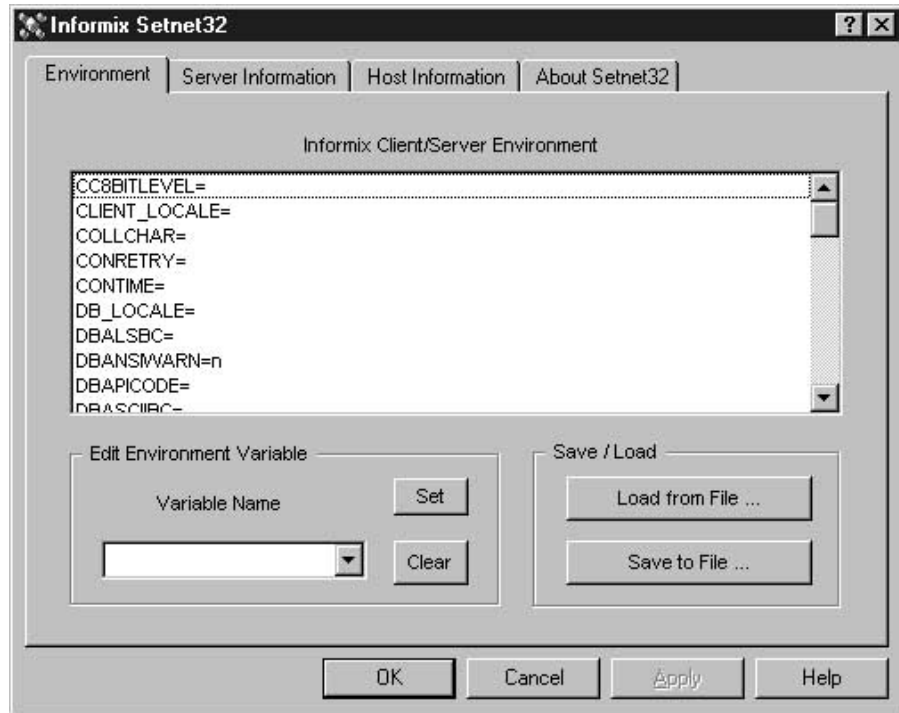 Informix Setnet32
Environment
Server Information
Host Information
About Setnet32
Informix Client/Server Environment
CC8BITLEVEL=
CLIENT_LOCALE=
COLLCHAR=
CONRETRY=
CONTIME=
DB_LOCALE=
DBALSBC=
DBANSIWARN=n
DBAPICODE=
DBASCIIBC=
Edit Environment Variable
Variable Name
Set
Clear
Save / Load
Load from File ...
Save to File ...
OK
Cancel
Apply
Help